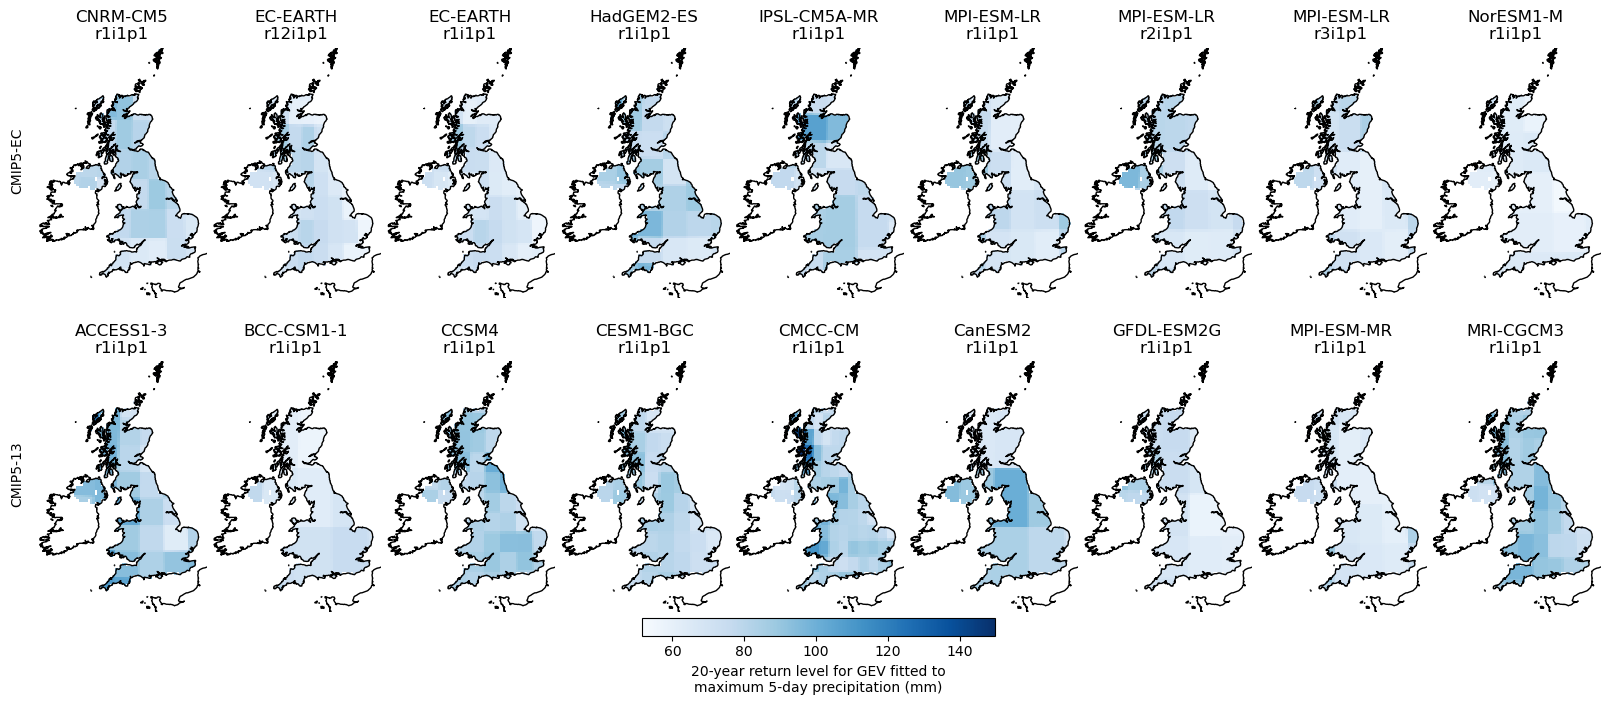 CNRM-CM5 EC-EARTH EC-EARTH HadGEM2-ES IPSL-CM5A-MR MPI-ESM-LR MPI-ESM-LR MPI-ESM-LR NorESM1-M
r1i1p1 r12i1p1 r1i1p1 r1i1p1 r1i1p1 r1i1p1 r2i1p1 r3i1p1 r1i1p1
CMIP5-EC
ACCESS1-3 BCC-CSM1-1 CCSM4 CESM1-BGC CMCC-CM CanESM2 GFDL-ESM2G MPI-ESM-MR MRI-CGCM3
r1i1p1 r1i1p1 r1i1p1 r1i1p1 r1i1p1 r1i1p1 r1i1p1 r1i1p1 r1i1p1
CMIP5-13
60 80 100 120 140
20-year return level for GEV fitted to
maximum 5-day precipitation (mm)